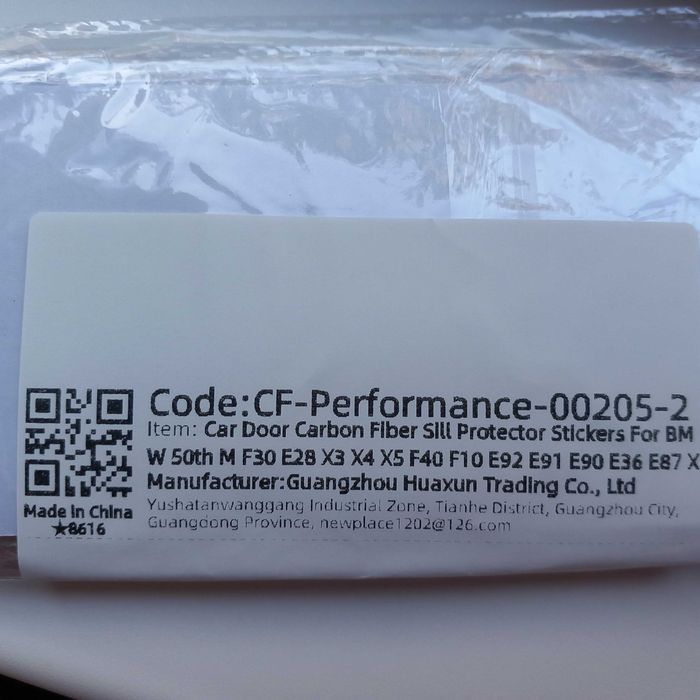 Code:CF-Performance-00205-2
Item: Car Door Carbon Fiber Sill Protector Stickers For BM
W 50th M F30 E28 X3 X4 X5 F40 F10 E92 E91 E90 E36 E87 X
Manufacturer:Guangzhou Huaxun Trading Co., Ltd
Yushatanwanggang Industrial Zone, Tianhe District, Guangzhou City,
Guangdong Province, newplace1202@126.com
Made in China
★8616